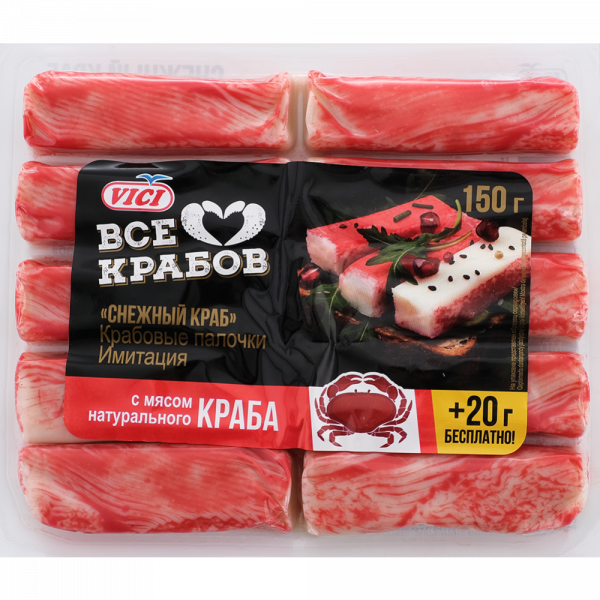 VICI
ВСЕ
КРАБОВ
«СНЕЖНЫЙ КРАБ»
Крабовые палочки
Имитация
с мясом
натурального КРАБА
150 г
+20 г
БЕСПЛАТНО!